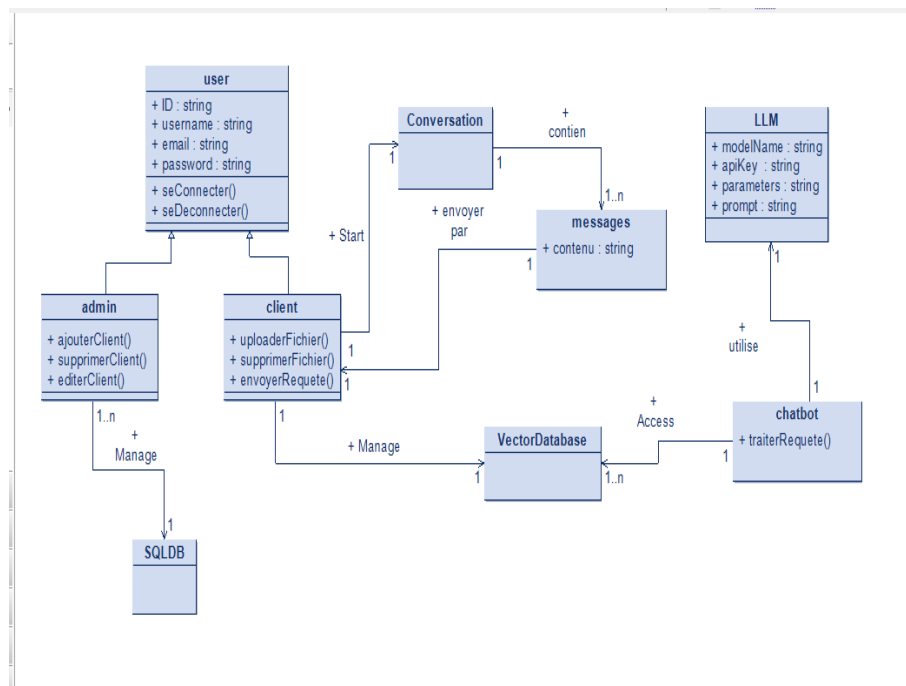 user
+ ID : string
+ username : string
+ email : string
+ password : string
+ seConnecter()
+ seDeconnecter()
Conversation
1
1
+
contien
1..n
LLM
+ modelName : string
+ apiKey : string
+ parameters : string
+ prompt : string
1
messages
+ contenu : string
1
+ envoyer
par
+ Start
admin
+ ajouterClient()
+ supprimerClient()
+ editerClient()
1..n
client
+ uploaderFichier()
+ supprimerFichier()
+ envoyerRequete()
1
1
1
+
utilise
1
chatbot
+ traiterRequete()
1
+
Access
1..n
VectorDatabase
1
+ Manage
+
Manage
1
SQLDB